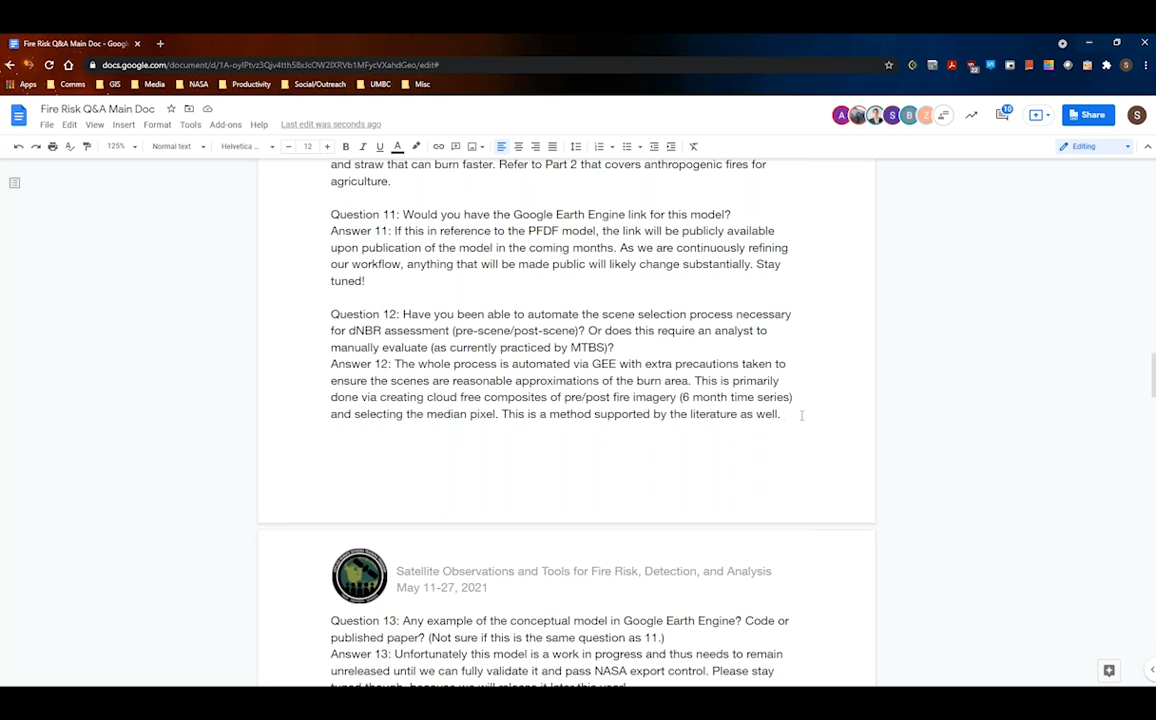 Fire Risk Q&A Main Doc - Googl
docs.google.com/document/d/
Apps Comms GIS Media NASA Productivity Social/Outreach UMBC Misc
Fire Risk Q&A Main Doc
Share
S
File Edit View Insert Format Tools Add-ons Help Last edit was seconds ago
125% Normal text Helvetica ... 12 Editing
and straw that can burn faster. Refer to Part 2 that covers anthropogenic fires for
agriculture.
Question 11: Would you have the Google Earth Engine link for this model?
Answer 11: If this in reference to the PFDF model, the link will be publicly available
upon publication of the model in the coming months. As we are continuously refining
our workflow, anything that will be made public will likely change substantially. Stay
tuned!
Question 12: Have you been able to automate the scene selection process necessary
for dNBR assessment (pre-scene/post-scene)? Or does this require an analyst to
manually evaluate (as currently practiced by MTBS)?
Answer 12: The whole process is automated via GEE with extra precautions taken to
ensure the scenes are reasonable approximations of the burn area. This is primarily
done via creating cloud free composites of pre/post fire imagery (6 month time series)
and selecting the median pixel. This is a method supported by the literature as well.
Satellite Observations and Tools for Fire Risk, Detection, and Analysis
May 11-27, 2021
Question 13: Any example of the conceptual model in Google Earth Engine? Code or
published paper? (Not sure if this is the same question as 11.)
Answer 13: Unfortunately this model is a work in progress and thus needs to remain
unreleased until we can fully validate it and pass NASA export control. Please stay
tuned though, because we will release it later this year!